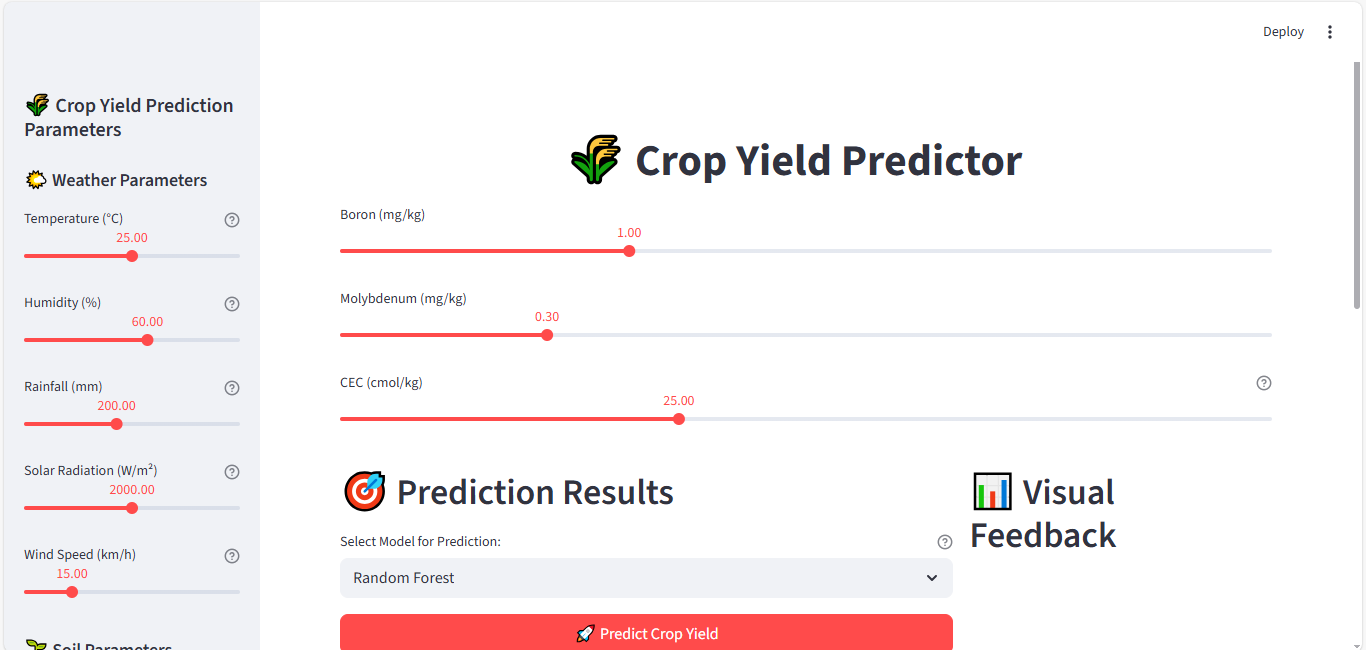 Deploy
Crop Yield Prediction
Parameters
Weather Parameters
Temperature (°C)
25.00
Humidity (%)
60.00
Rainfall (mm)
200.00
Solar Radiation (W/m²)
2000.00
Wind Speed (km/h)
15.00
Soil Parameters
Crop Yield Predictor
Boron (mg/kg)
1.00
Molybdenum (mg/kg)
0.30
CEC (cmol/kg)
25.00
Prediction Results
Select Model for Prediction:
Random Forest
Predict Crop Yield
Visual
Feedback